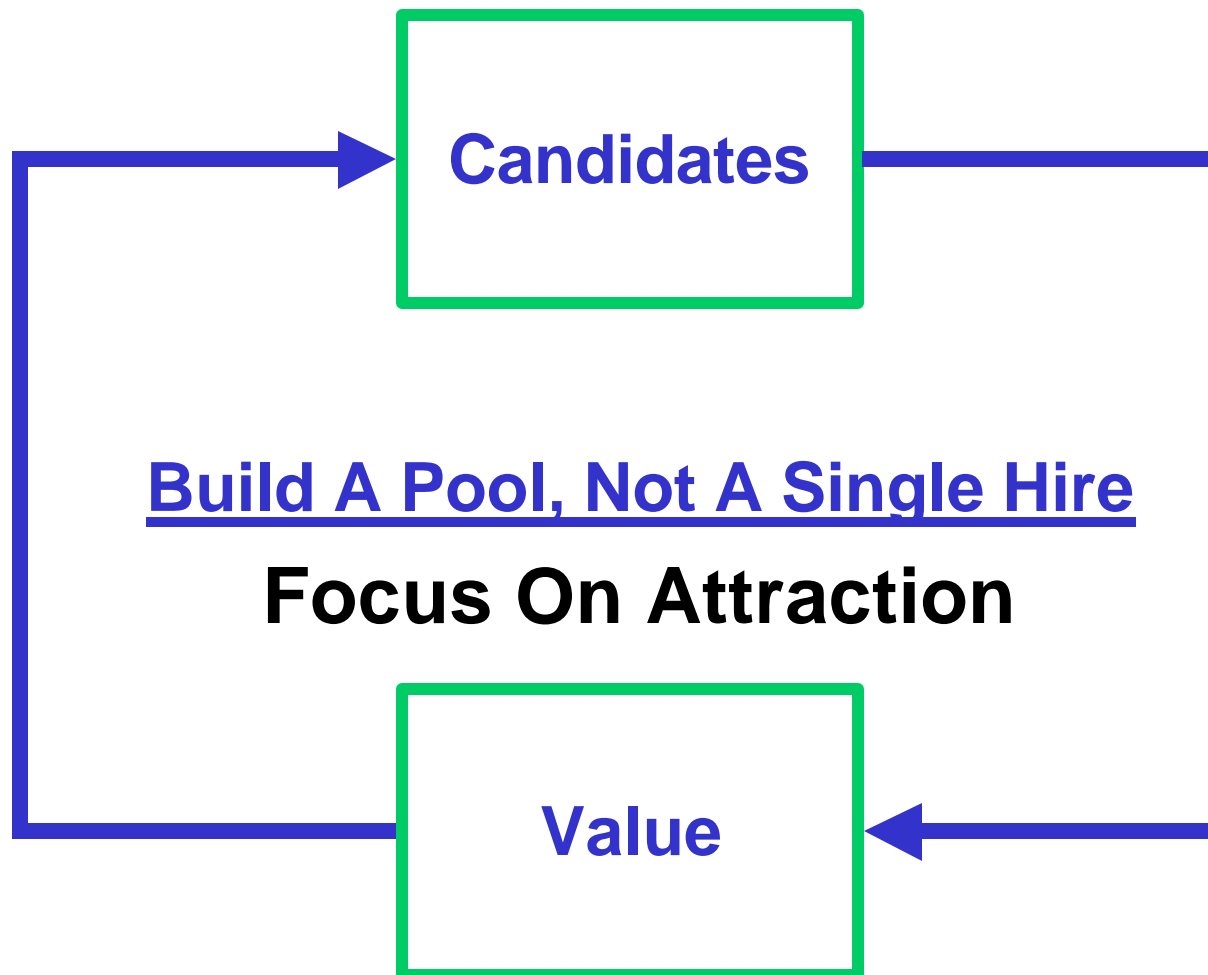 Candidates
Build A Pool, Not A Single Hire
Focus On Attraction
Value